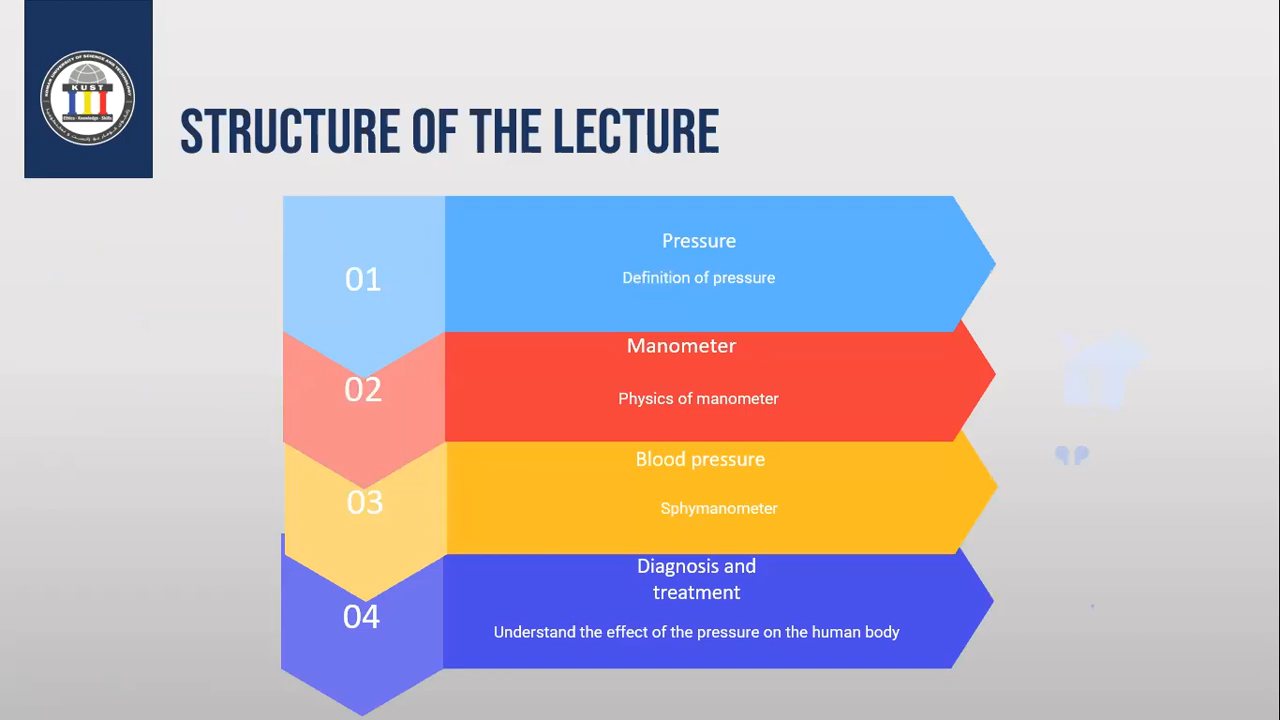 KUST
Ethics - Knowledge - Skills
STRUCTURE OF THE LECTURE
01
Pressure
Definition of pressure
02
Manometer
Physics of manometer
03
Blood pressure
Sphymanometer
04
Diagnosis and
treatment
Understand the effect of the pressure on the human body